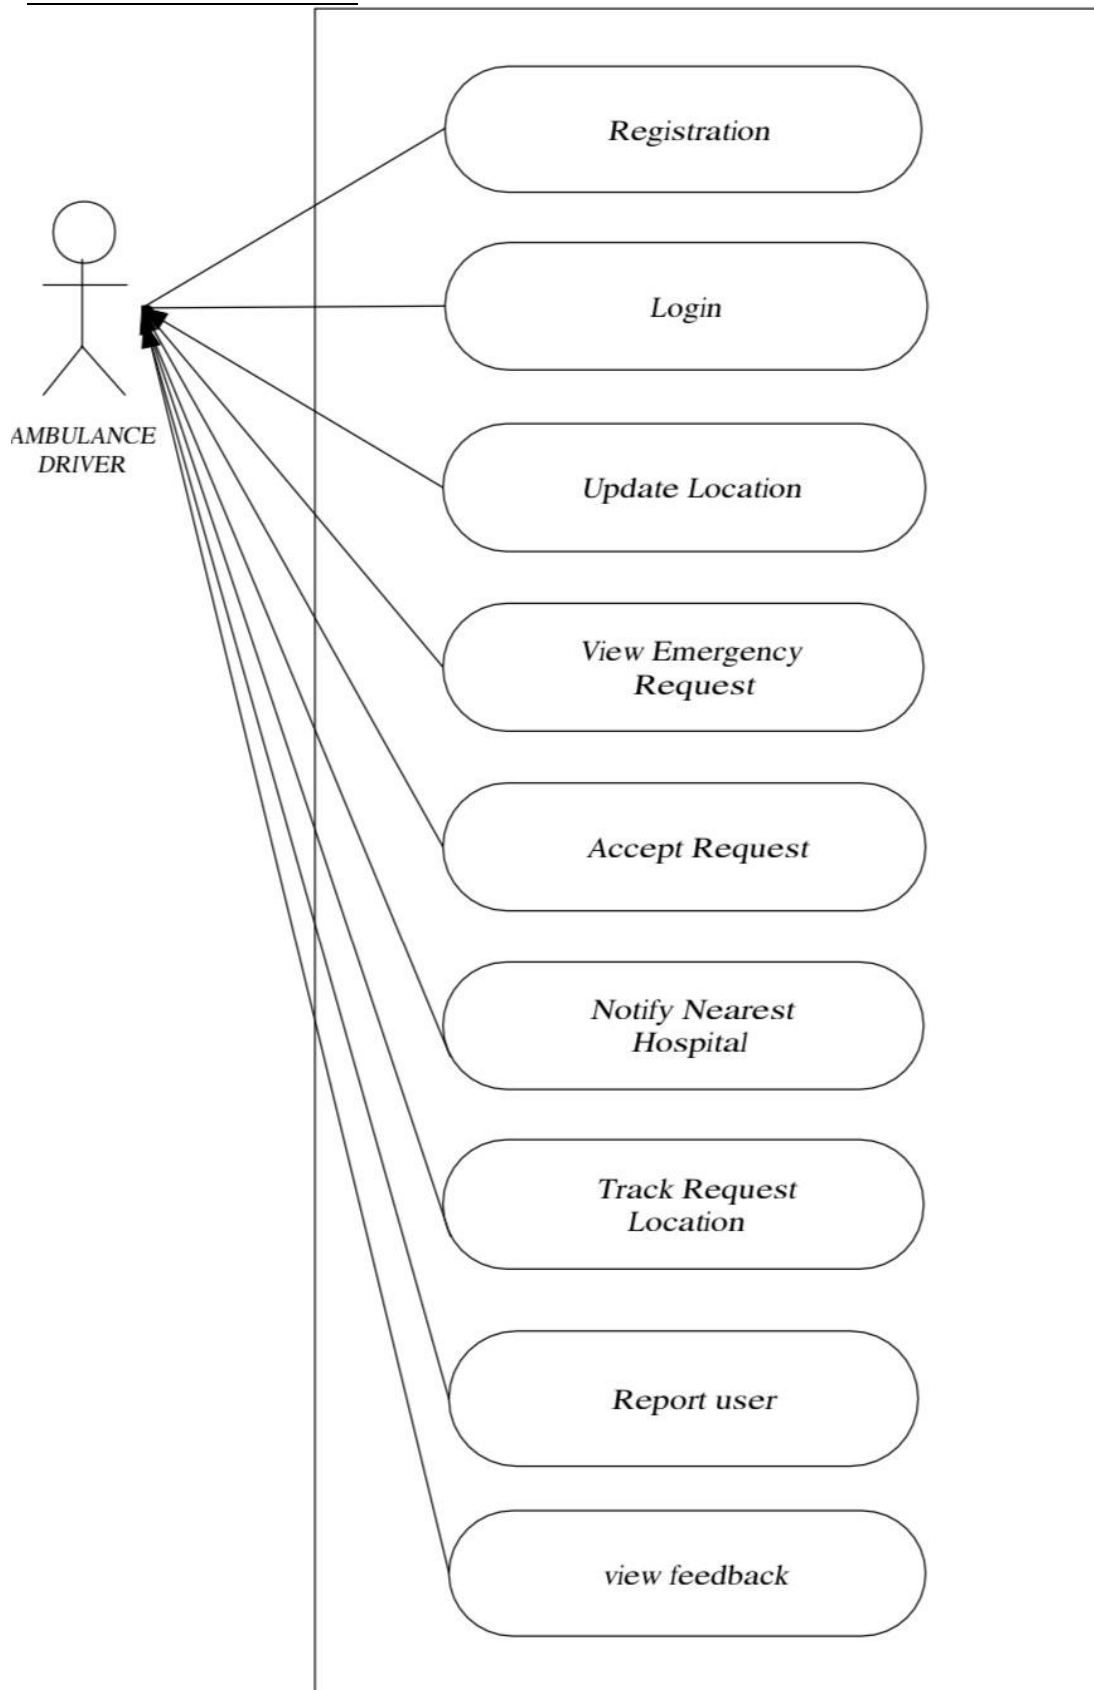 Registration
Login
AMBULANCE
DRIVER
Update Location
View Emergency
Request
Accept Request
Notify Nearest
Hospital
Track Request
Location
Report user
view feedback